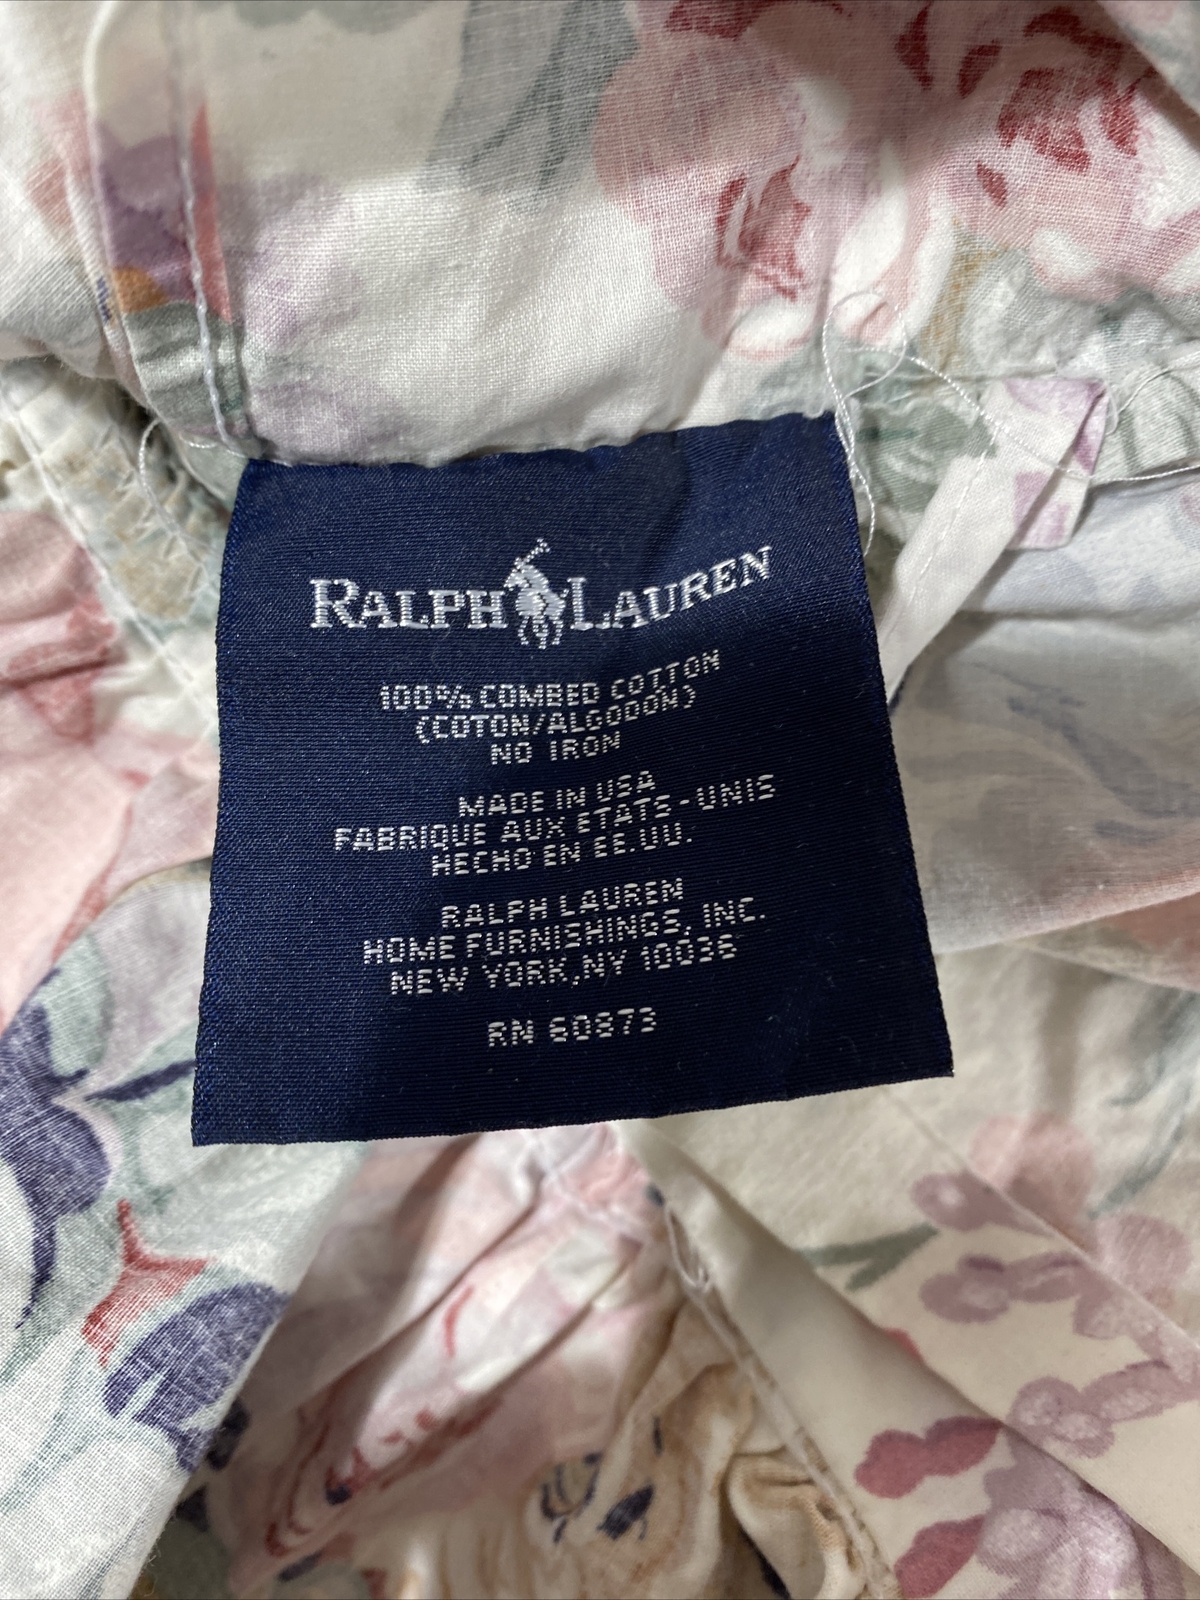 RALPH LAUREN
100% COMBED COTTON
(COTON/ALGODON)
NO IRON
MADE IN USA
FABRIQUE AUX ETATS-UNIS
HECHO EN EE.UU.
RALPH LAUREN
HOME FURNISHINGS, INC.
NEW YORK, NY 10036
RN 60873